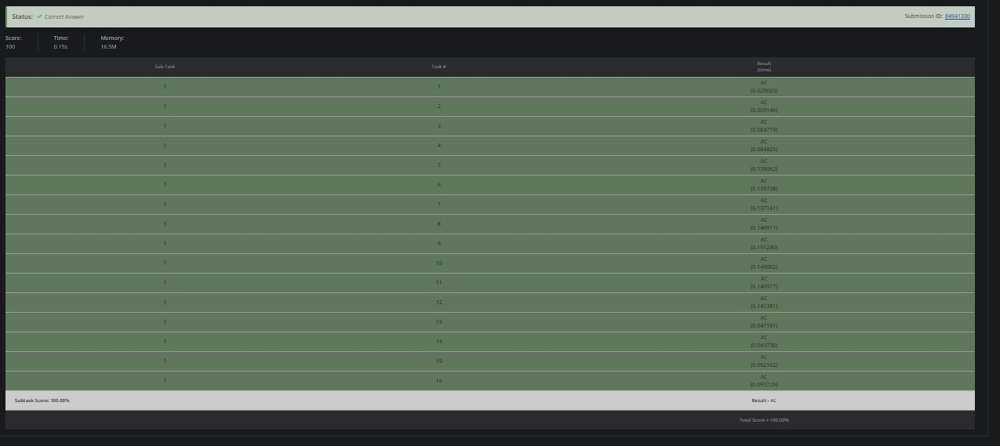 Status: Correct Answer Submission ID: 84941330
Score: Time: Memory:
100 0.15s 16.5M
Sub-Task Task # Result
(time)
1 1 AC
(0.029023)
1 2 AC
(0.009146)
1 3 AC
(0.084779)
1 4 AC
(0.084825)
1 5 AC
(0.138062)
1 6 AC
(0.135738)
1 7 AC
(0.137141)
1 8 AC
(0.140911)
1 9 AC
(0.151240)
1 10 AC
(0.149062)
1 11 AC
(0.140977)
1 12 AC
(0.141381)
1 13 AC
(0.047181)
1 14 AC
(0.043730)
1 15 AC
(0.092162)
1 16 AC
(0.093729)
Subtask Score: 100.00% Result - AC
Total Score = 100.00%